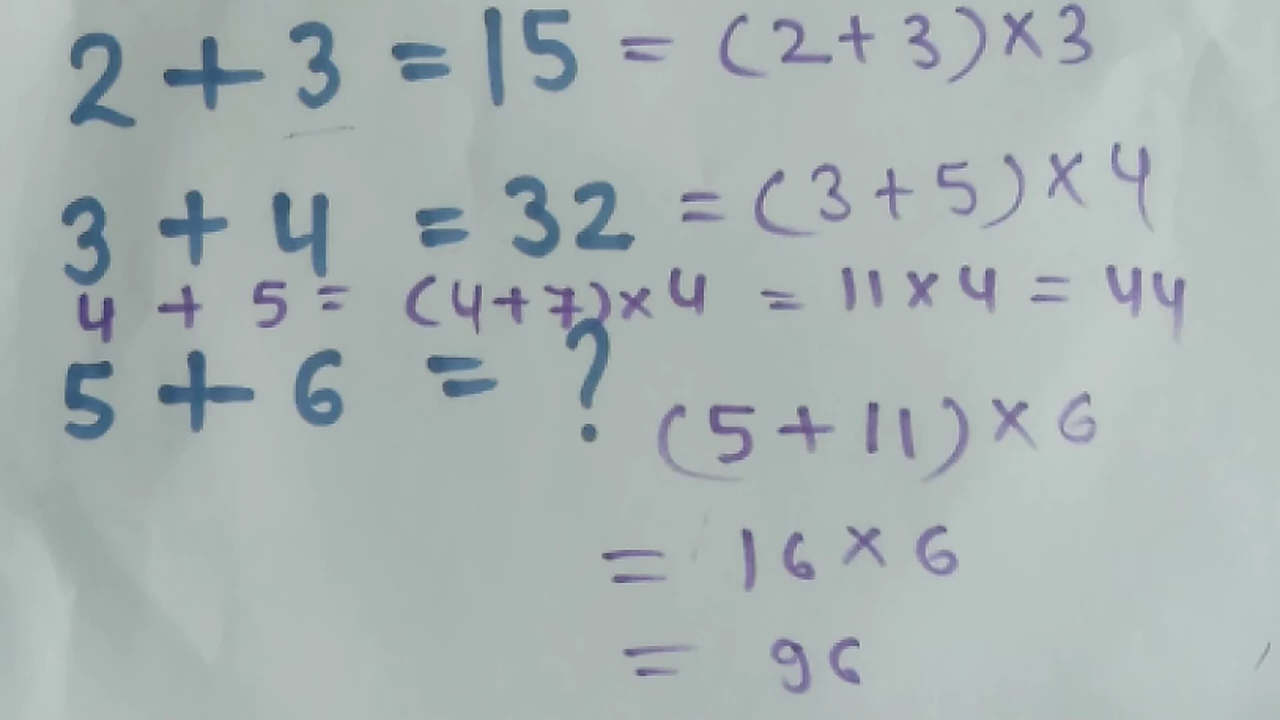 2 + 3 = 15 = (2+3)×3
3 + 4 = 32 = (3+5)×4
4 + 5 = (4+7)×4 = 11×4 = 44
5 + 6 = ? (5+11)×6
= 16×6
= 96